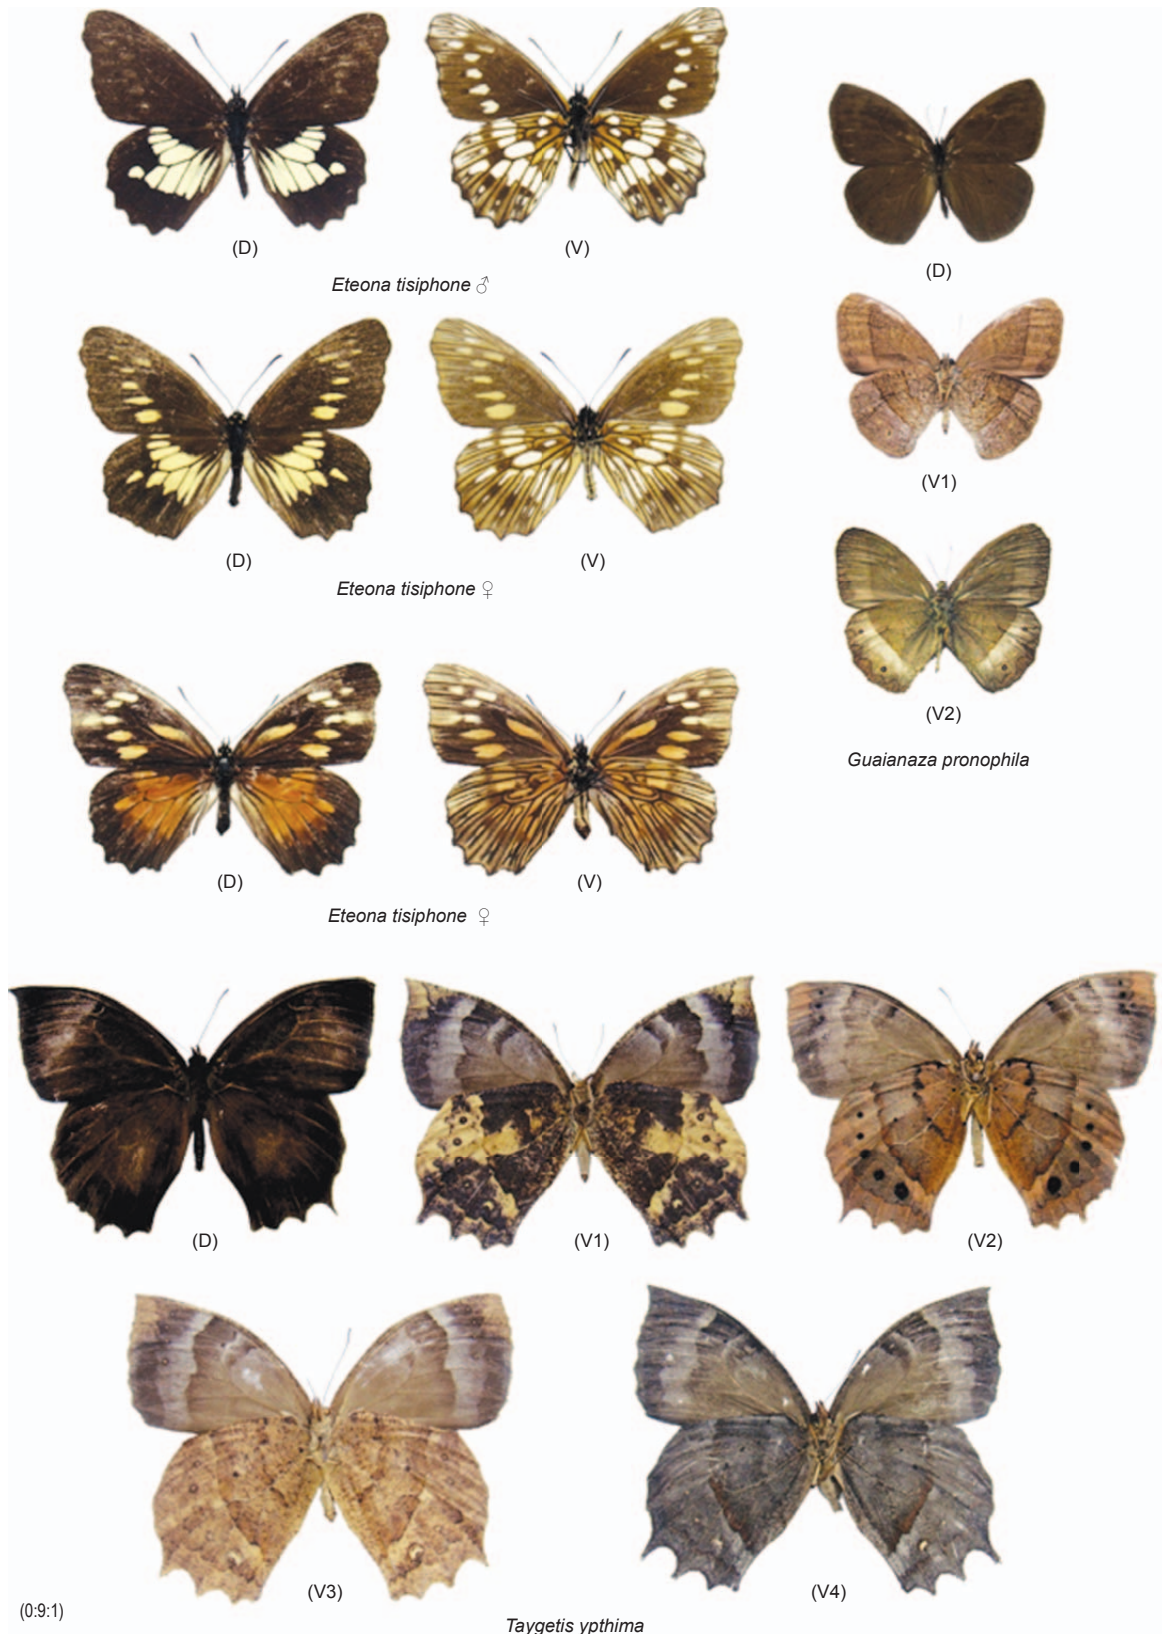 (D)
(V)
Eteona tisiphone ♂
(D)
(V1)
(D)
(V)
Eteona tisiphone ♀
(V2)
Guaianaza pronophila
(D)
(V)
Eteona tisiphone ♀
(D)
(V1)
(V2)
(V3)
(V4)
(0:9:1)
Taygetis ypthima